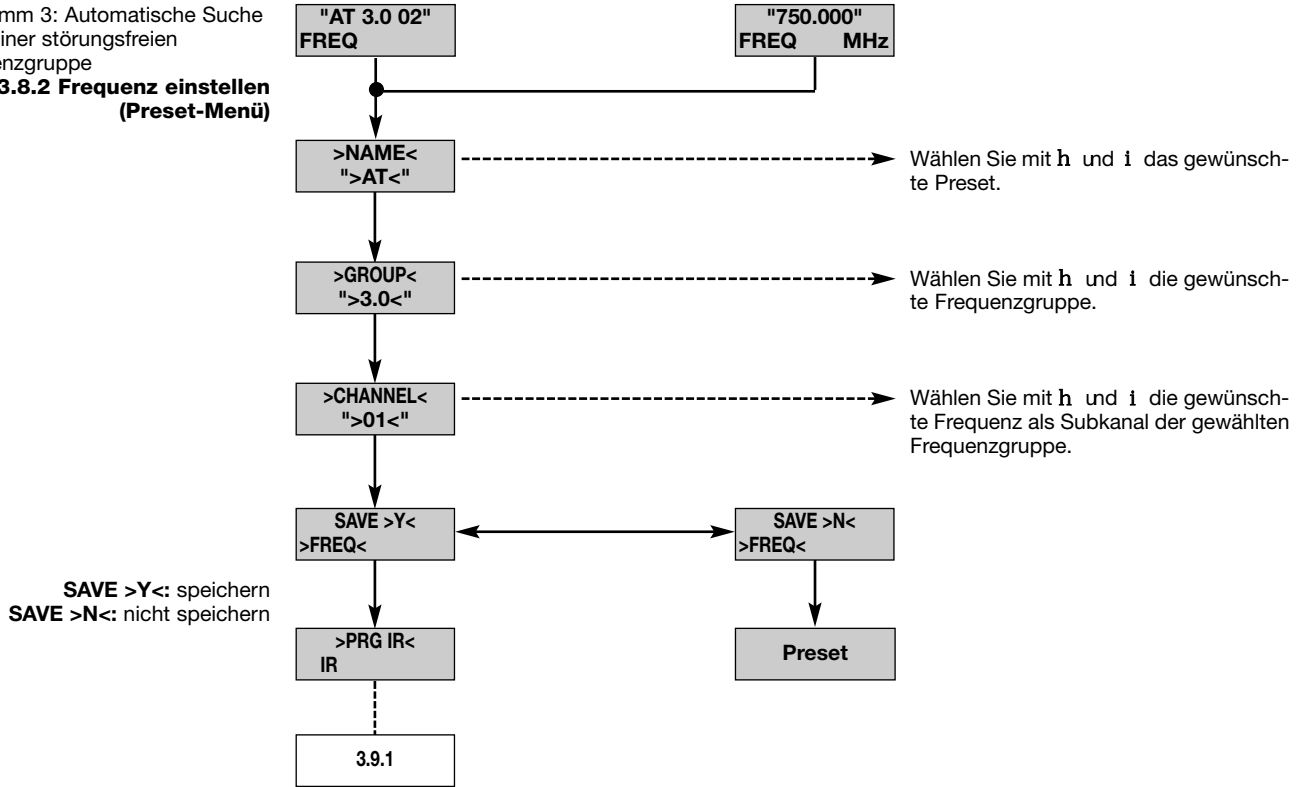 mm 3: Automatische Suche
iner störungsfreien
enzgruppe
3.8.2 Frequenz einstellen
(Preset-Menü)
"AT 3.0 02"
FREQ
"750.000"
FREQ MHz
>NAME<
">AT<"
Wählen Sie mit h und i das gewünsch-
te Preset.
>GROUP<
">3.0<"
Wählen Sie mit h und i die gewünsch-
te Frequenzgruppe.
>CHANNEL<
">01<"
Wählen Sie mit h und i die gewünsch-
te Frequenz als Subkanal der gewählten
Frequenzgruppe.
SAVE >Y<
>FREQ<
SAVE >N<
>FREQ<
SAVE >Y<: speichern
SAVE >N<: nicht speichern
>PRG IR<
IR
Preset
3.9.1